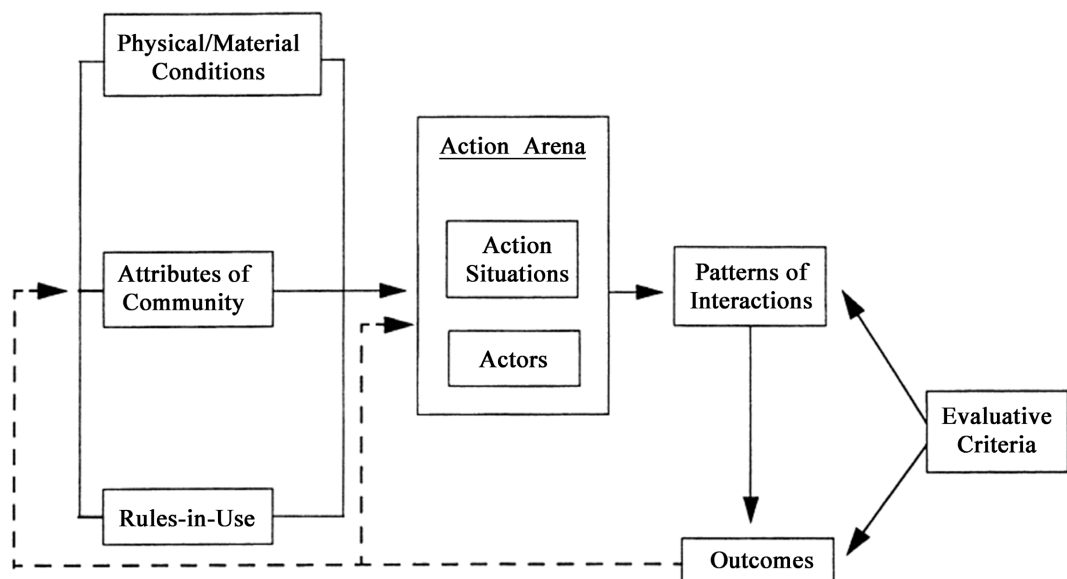 Physical/Material
Conditions
Action Arena
Action
Situations
Attributes of
Community
Patterns of
Interactions
Actors
Evaluative
Criteria
Rules-in-Use
Outcomes